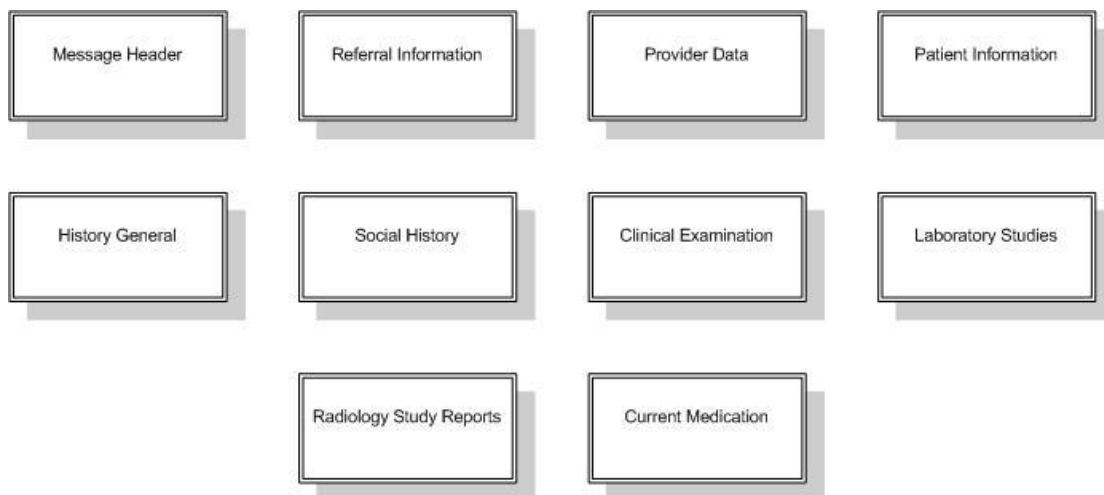 Message Header
Referral Information
Provider Data
Patient Information
History General
Social History
Clinical Examination
Laboratory Studies
Radiology Study Reports
Current Medication